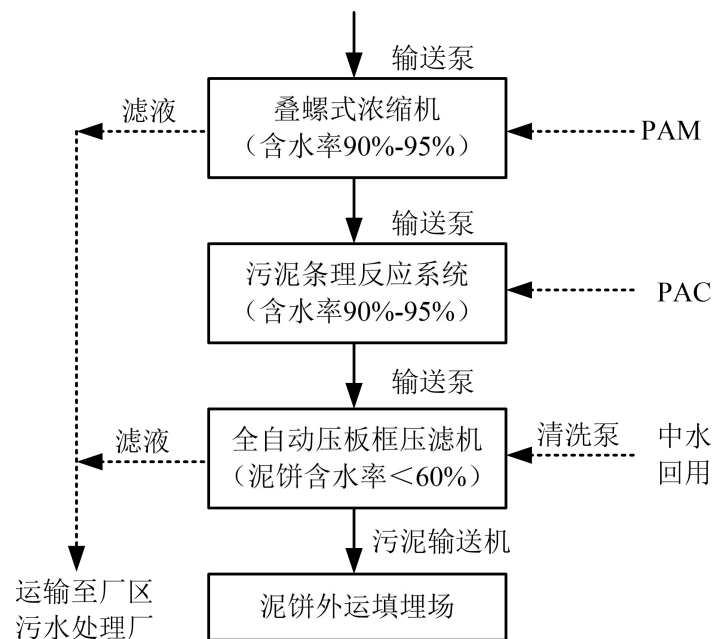 输送泵
滤液
叠螺式浓缩机
（含水率90%-95%）
PAM
输送泵
污泥条理反应系统
（含水率90%-95%）
PAC
输送泵
滤液
全自动压板框压滤机
（泥饼含水率＜60%）
清洗泵
中水
回用
污泥输送机
运输至厂区
污水处理厂
泥饼外运填埋场